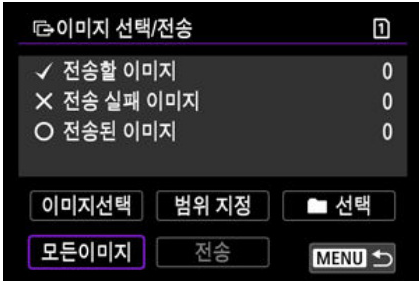 이미지 선택/전송 1
전송할 이미지 0
전송 실패 이미지 0
전송된 이미지 0
이미지선택 범위 지정 선택
모든이미지 전송 MENU